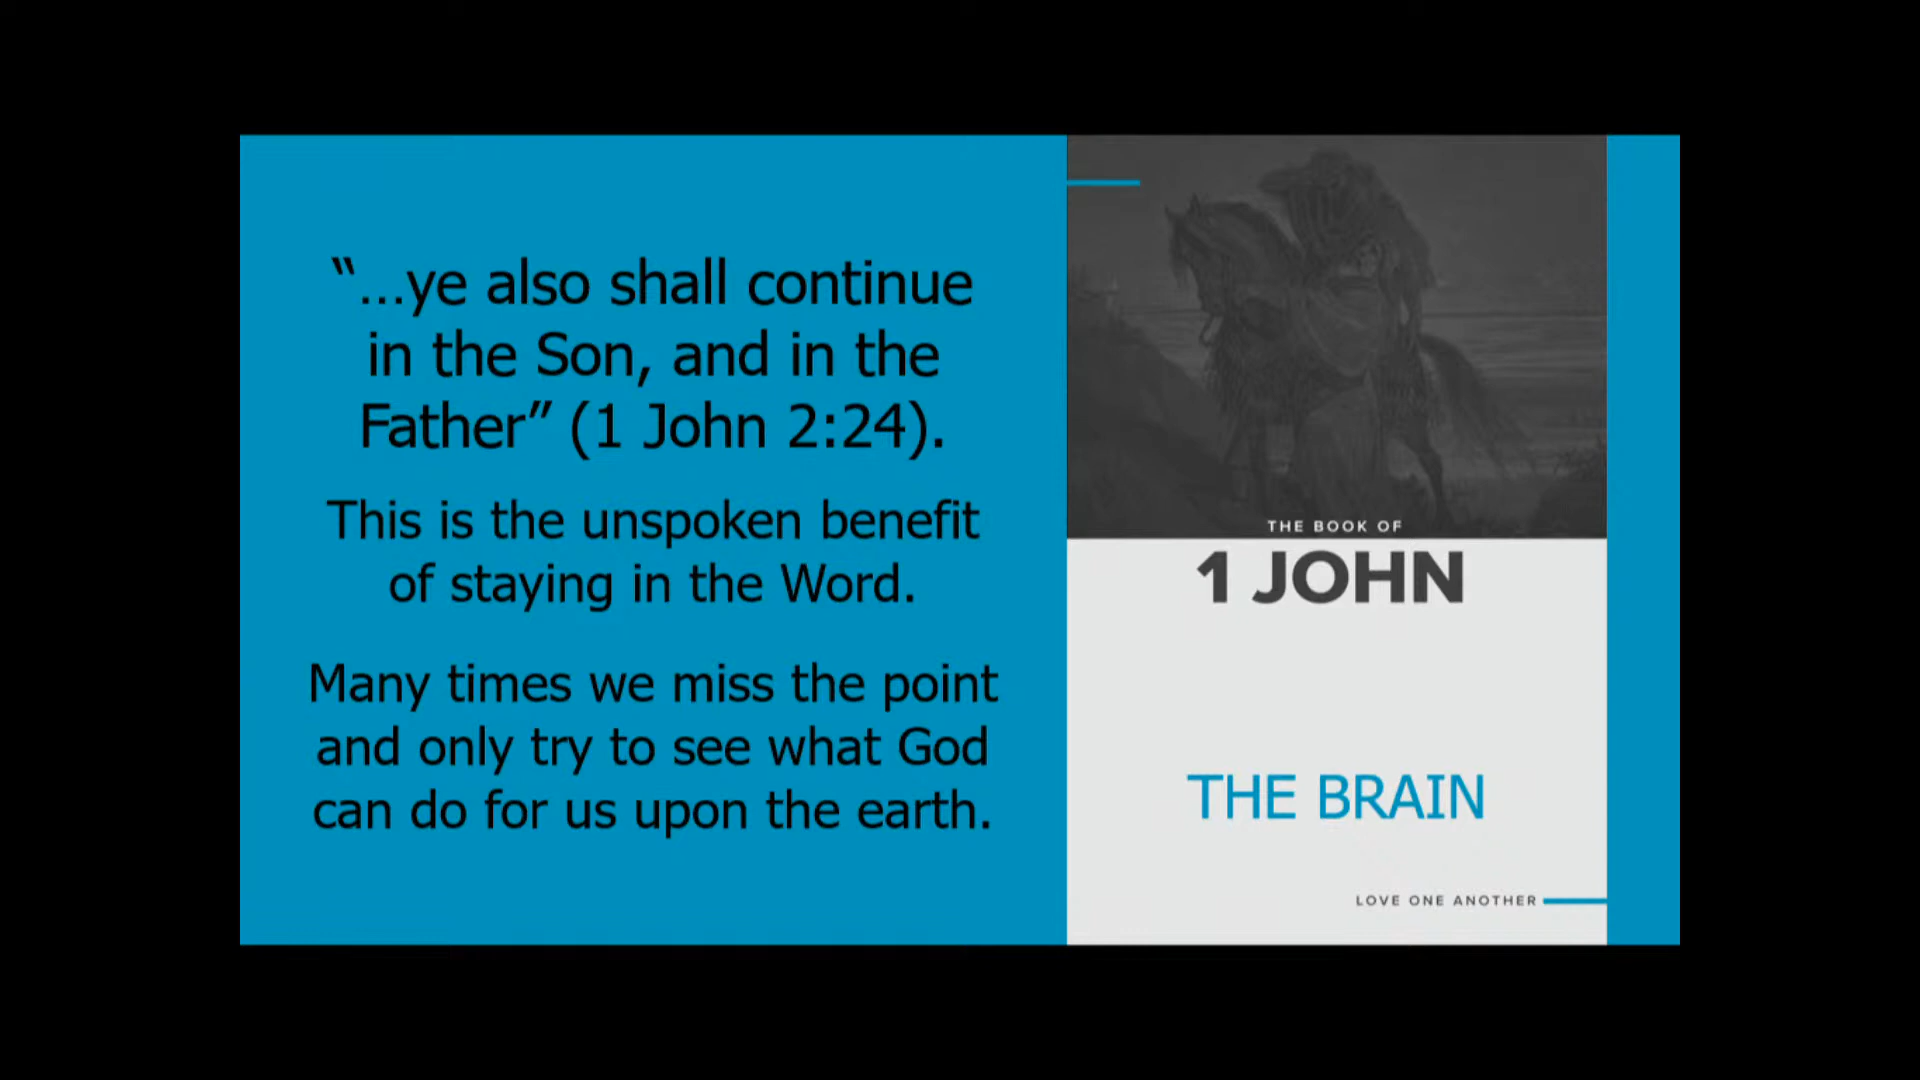 “...ye also shall continue
in the Son, and in the
Father” (1 John 2:24).
This is the unspoken benefit
of staying in the Word.
Many times we miss the point
and only try to see what God
can do for us upon the earth.
THE BOOK OF
1 JOHN
THE BRAIN
LOVE ONE ANOTHER